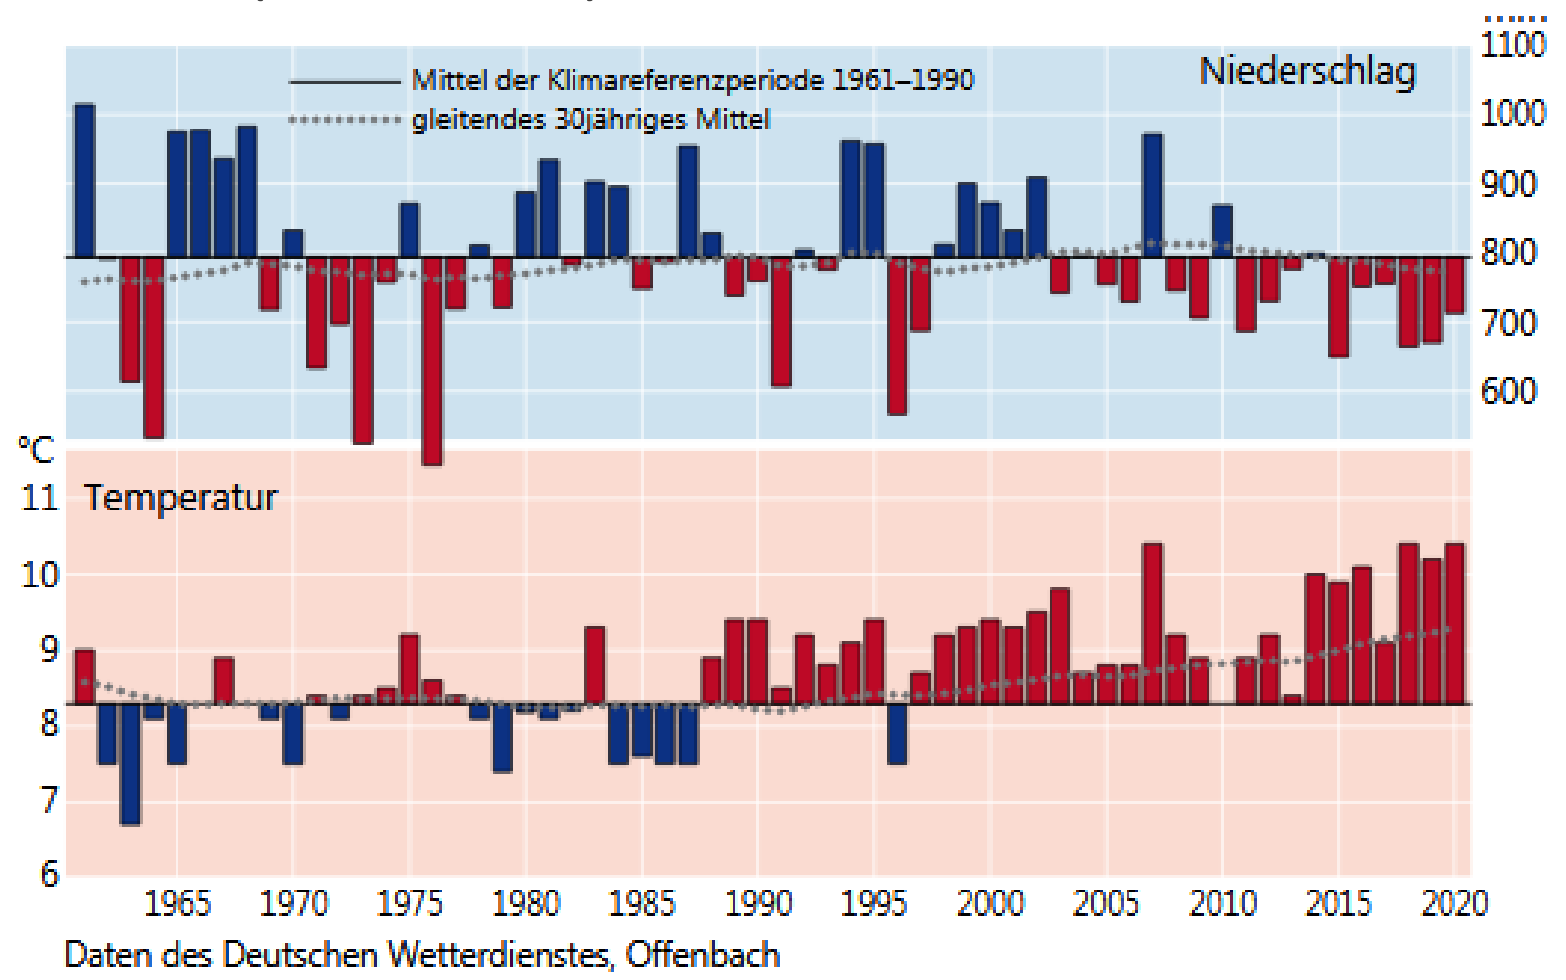 1100
Niederschlag
Mittel der Klimareferenzperiode 1961–1990
gleitendes 30jähriges Mittel
1000
900
800
700
600
°C
Temperatur
11
10
9
8
7
6
1965 1970 1975 1980 1985 1990 1995 2000 2005 2010 2015 2020
Daten des Deutschen Wetterdienstes, Offenbach